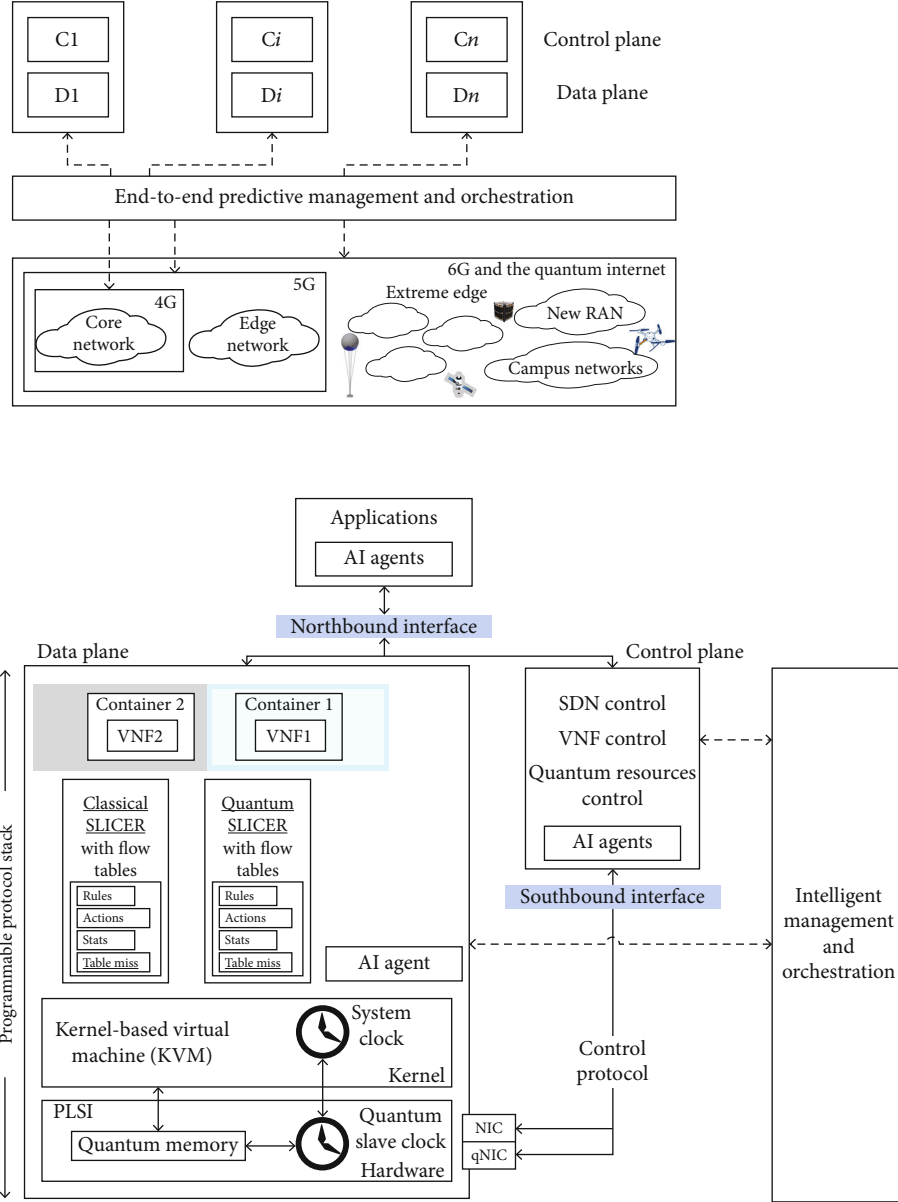 C1
Ci
Cn
Control plane
D1
Di
Dn
Data plane
End-to-end predictive management and orchestration
6G and the quantum internet
5G
4G
Extreme edge
Core
network
Edge
network
New RAN
Campus networks
Applications
AI agents
Northbound interface
Data plane
Control plane
Programmable protocol stack
Container 2
VNF2
Container 1
VNF1
Classical
SLICER
with flow
tables
Rules
Actions
Stats
Table miss
Quantum
SLICER
with flow
tables
Rules
Actions
Stats
Table miss
AI agent
SDN control
VNF control
Quantum resources
control
AI agents
Southbound interface
Intelligent
management
and
orchestration
Kernel-based virtual
machine (KVM)
System
clock
Kernel
Control
protocol
PLSI
Quantum memory
Quantum
slave clock
Hardware
NIC
qNIC